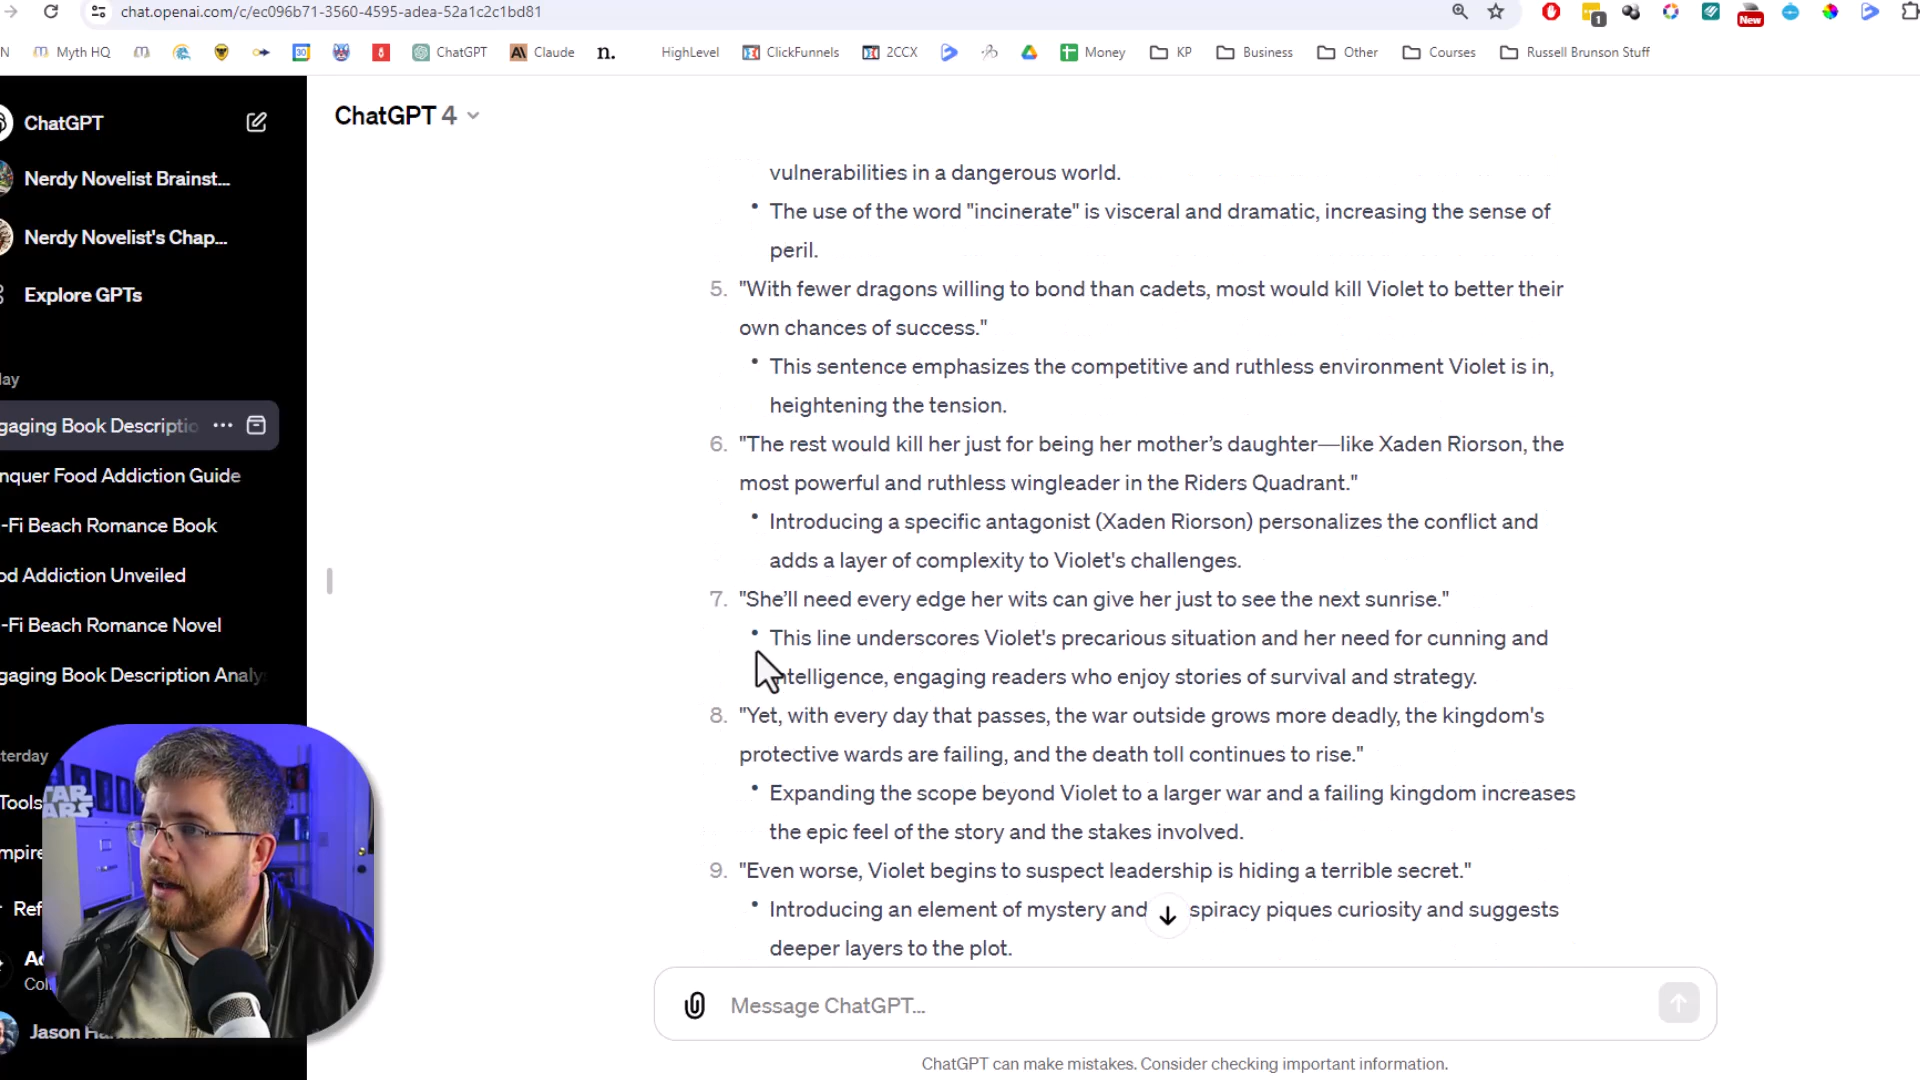 chat.openai.com/c/ec096b71-3560-4595-adea-52a1c2c1bd81
1
New
N
Myth HQ
30
ChatGPT
Claude
n.
HighLevel
ClickFunnels
2CCX
Money
KP
Business
Other
Courses
Russell Brunson Stuff
ChatGPT
Nerdy Novelist Brainst...
Nerdy Novelist's Chap...
Explore GPTs
lay
gaging Book Descriptio
nquer Food Addiction Guide
-Fi Beach Romance Book
od Addiction Unveiled
-Fi Beach Romance Novel
gaging Book Description Analy
sterday
Tools
mpire
Ref
Ad
Col
Jason Ha
TAR
WARS
ChatGPT 4
vulnerabilities in a dangerous world.
• The use of the word "incinerate" is visceral and dramatic, increasing the sense of
peril.
5. "With fewer dragons willing to bond than cadets, most would kill Violet to better their
own chances of success."
• This sentence emphasizes the competitive and ruthless environment Violet is in,
heightening the tension.
6. "The rest would kill her just for being her mother’s daughter—like Xaden Riorson, the
most powerful and ruthless wingleader in the Riders Quadrant."
• Introducing a specific antagonist (Xaden Riorson) personalizes the conflict and
adds a layer of complexity to Violet's challenges.
7. "She’ll need every edge her wits can give her just to see the next sunrise."
• This line underscores Violet's precarious situation and her need for cunning and
ntelligence, engaging readers who enjoy stories of survival and strategy.
8. "Yet, with every day that passes, the war outside grows more deadly, the kingdom's
protective wards are failing, and the death toll continues to rise."
• Expanding the scope beyond Violet to a larger war and a failing kingdom increases
the epic feel of the story and the stakes involved.
9. "Even worse, Violet begins to suspect leadership is hiding a terrible secret."
• Introducing an element of mystery and spiracy piques curiosity and suggests
deeper layers to the plot.
Message ChatGPT...
ChatGPT can make mistakes. Consider checking important information.